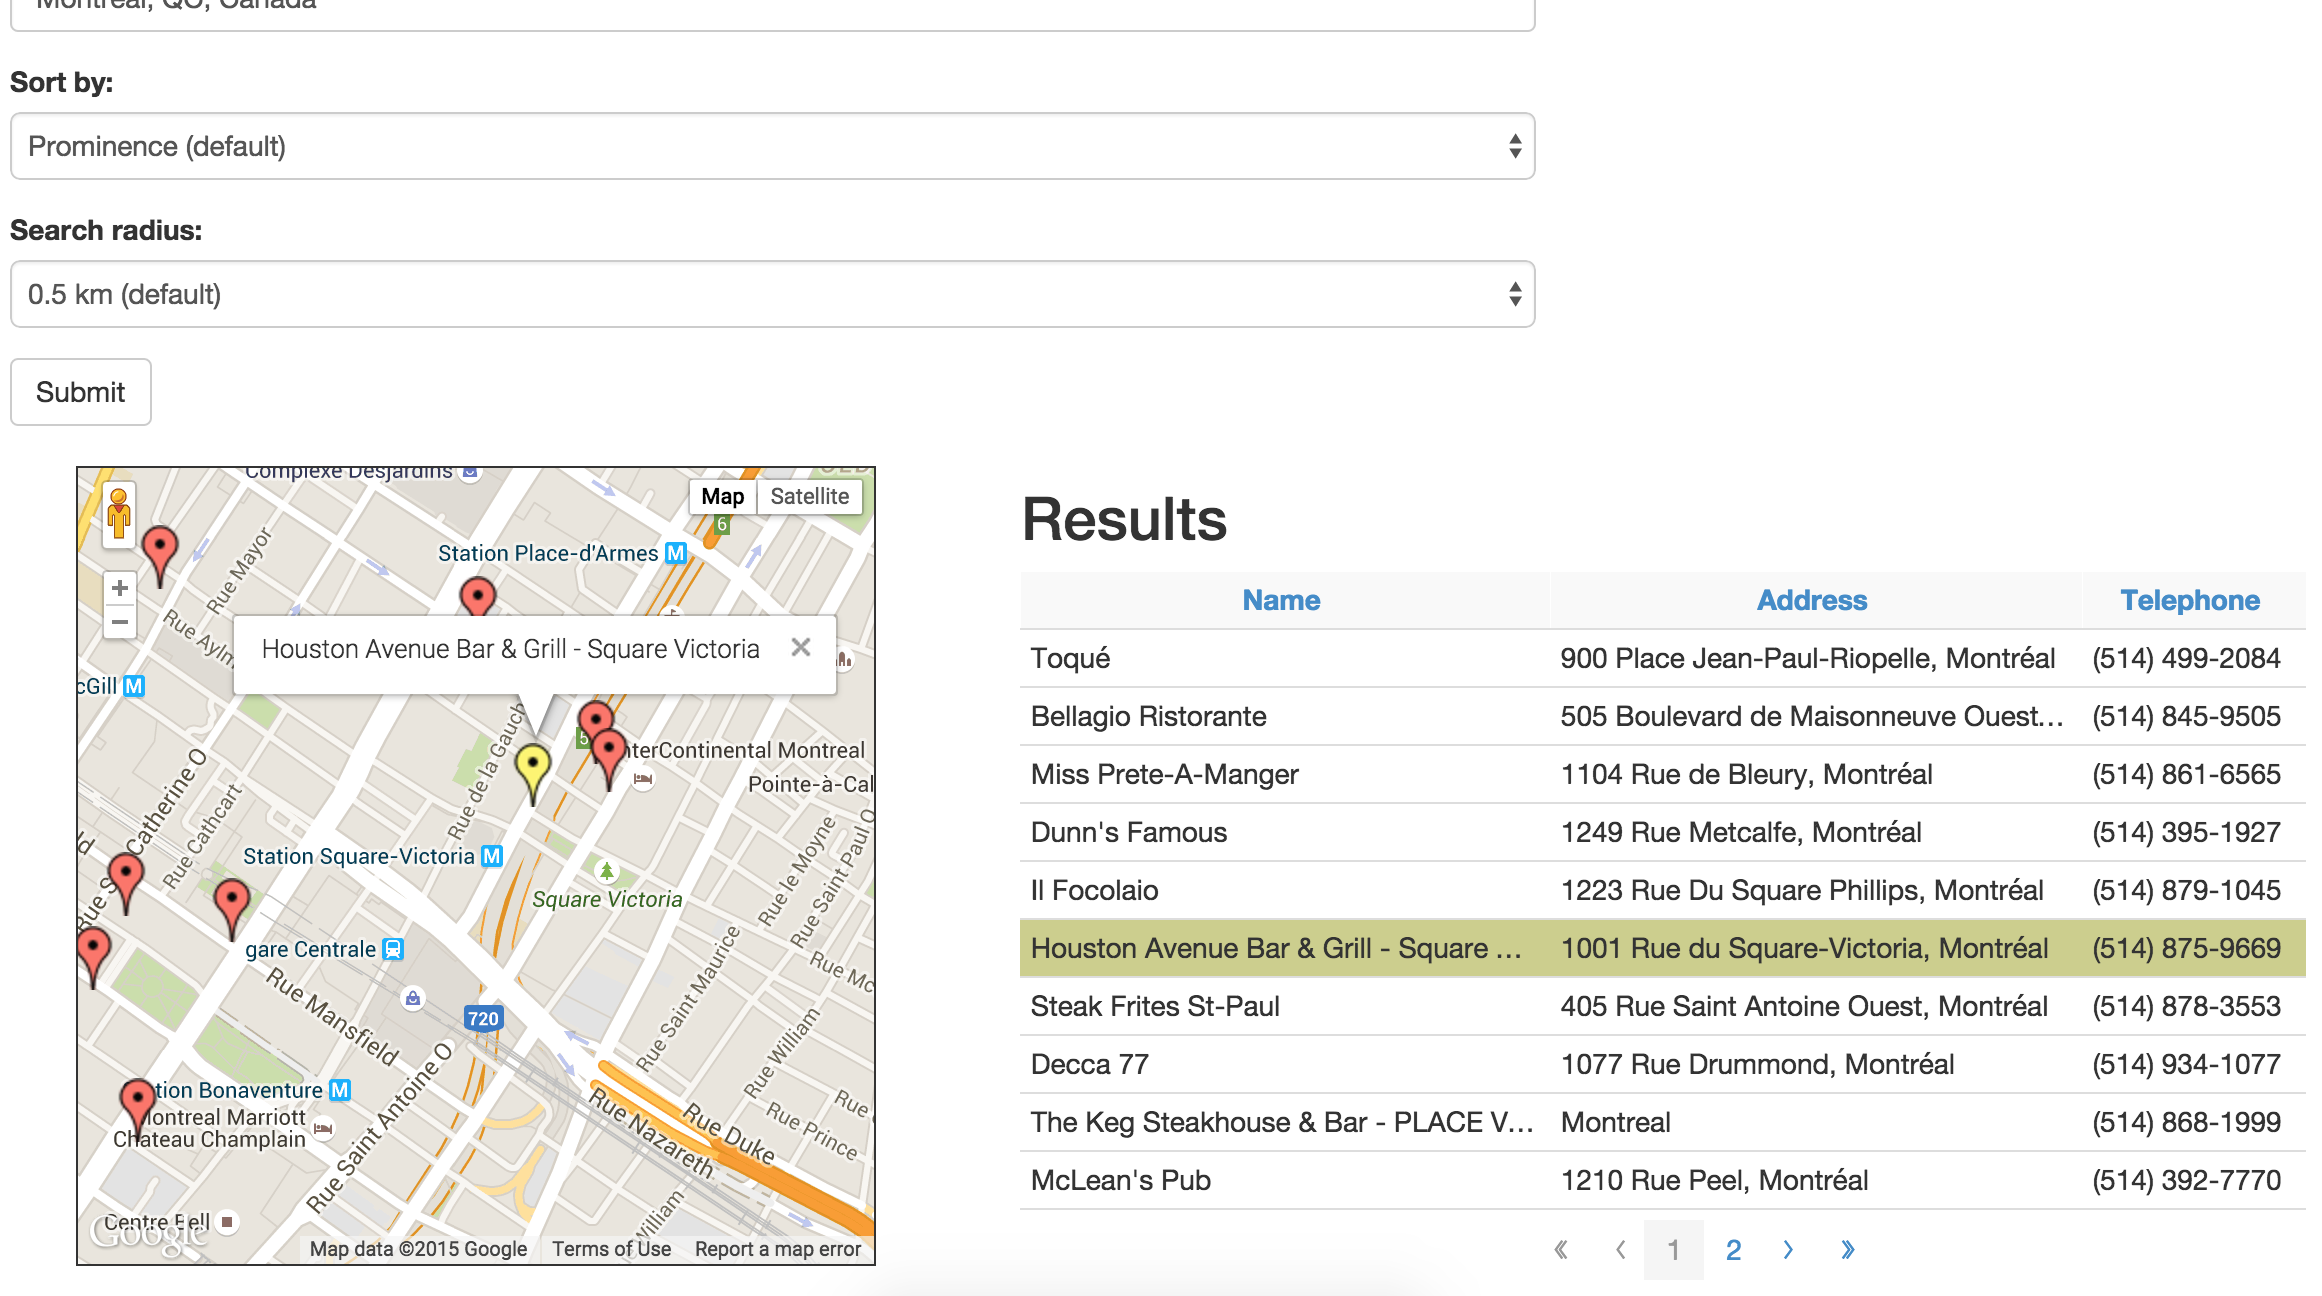 Montréal, QC, Canada
Sort by:
Prominence (default)
Search radius:
0.5 km (default)
Submit
Complexe Desjardins
Map Satellite
6
Station Place-d'Armes M
Rue Mayor
Houston Avenue Bar & Grill - Square Victoria ×
cGill M
Rue de la Gauch
5
nterContinental Montreal
Pointe-à-Cal
Catherine O
Rue Cathcart
Station Square-Victoria M
Rue le Moyne
Rue Saint Paul O
Square Victoria
gare Centrale
Rue Mansfield
Rue Saint Maurice
Rue Mc
720
Rue William
tion Bonaventure M
Montreal Marriott
Chateau Champlain
Rue Saint Antoine O
Rue Nazareth
Rue Duke
Rue Prince
Rue
Centre Bell
Google
Map data ©2015 Google Terms of Use Report a map error
Results
Name Address Telephone
Toqué 900 Place Jean-Paul-Riopelle, Montréal (514) 499-2084
Bellagio Ristorante 505 Boulevard de Maisonneuve Ouest... (514) 845-9505
Miss Prete-A-Manger 1104 Rue de Bleury, Montréal (514) 861-6565
Dunn's Famous 1249 Rue Metcalfe, Montréal (514) 395-1927
Il Focolaio 1223 Rue Du Square Phillips, Montréal (514) 879-1045
Houston Avenue Bar & Grill - Square ... 1001 Rue du Square-Victoria, Montréal (514) 875-9669
Steak Frites St-Paul 405 Rue Saint Antoine Ouest, Montréal (514) 878-3553
Decca 77 1077 Rue Drummond, Montréal (514) 934-1077
The Keg Steakhouse & Bar - PLACE V... Montreal (514) 868-1999
McLean's Pub 1210 Rue Peel, Montréal (514) 392-7770
« ‹ 1 2 › »